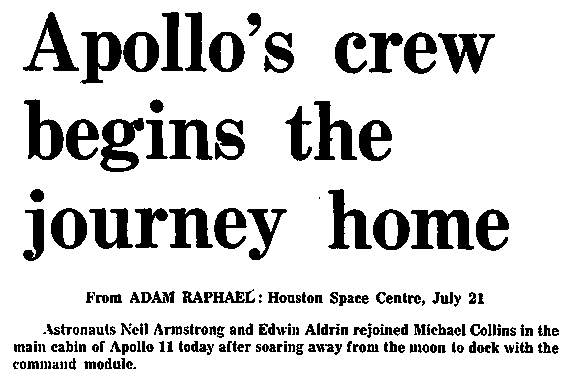 Apollo's crew
begins the
journey home
From ADAM RAPHAEL: Houston Space Centre, July 21
Astronauts Neil Armstrong and Edwin Aldrin rejoined Michael Collins in the
main cabin of Apollo 11 today after soaring away from the moon to dock with the
command module.